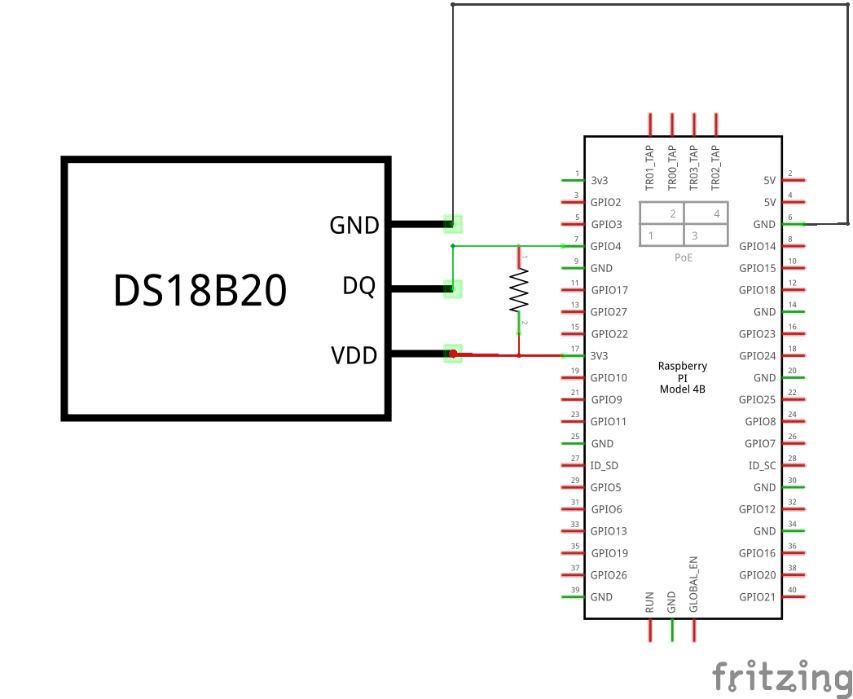 TR01_TAP
TR00_TAP
TR03_TAP
TR02_TAP
2
4
1
3
PoE
GND
DQ
VDD
DS18B20
1
2
1 3v3
3 GPIO2
5 GPIO3
7 GPIO4
9 GND
11 GPIO17
13 GPIO27
15 GPIO22
17 3V3
19 GPIO10
21 GPIO9
23 GPIO11
25 GND
27 ID_SD
29 GPIO5
31 GPIO6
33 GPIO13
35 GPIO19
37 GPIO26
39 GND
Raspberry
PI
Model 4B
5V 2
5V 4
GND 6
GPIO14 8
GPIO15 10
GPIO18 12
GND 14
GPIO23 16
GPIO24 18
GND 20
GPIO25 22
GPIO8 24
GPIO7 26
ID_SC 28
GND 30
GPIO12 32
GND 34
GPIO16 36
GPIO20 38
GPIO21 40
RUN
GND
GLOBAL_EN
fritzing